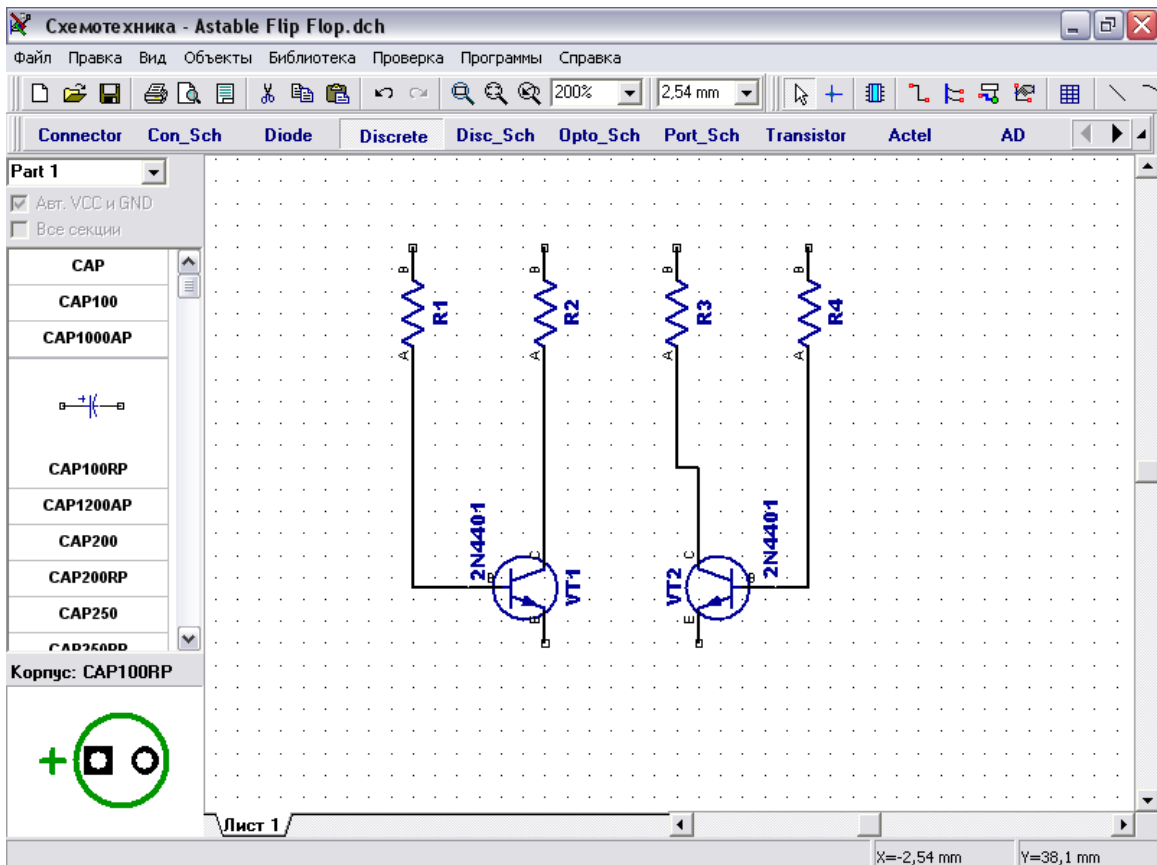 Схемотехника - Astable Flip Flop.dch
Файл Правка Вид Объекты Библиотека Проверка Программы Справка
200% 2,54 mm
Connector Con_Sch Diode Discrete Disc_Sch Opto_Sch Port_Sch Transistor Actel AD
Part 1
Авт. VCC и GND
Все секции
CAP
CAP100
CAP1000AP
CAP100RP
CAP1200AP
CAP200
CAP200RP
CAP250
CAP250RP
Корпус: CAP100RP
B B B B
R1 R2 R3 R4
A A A A
2N4401 2N4401
C C
B B
VT1 VT2
E E
Лист 1
X=-2,54 mm Y=38,1 mm